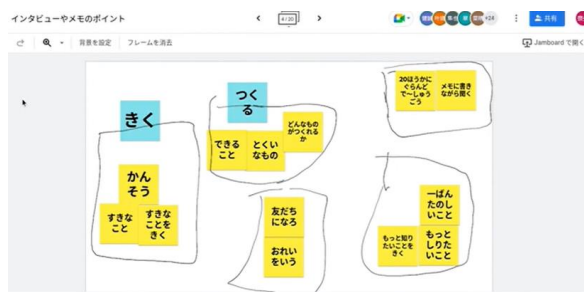 インタビューやメモのポイント
4/20
+24
共有
背景を設定
フレームを消去
Jamboard で開く
きく
かん
そう
すきな
こと
すきな
ことを
きく
つく
る
どんなもの
がつくれる
か
できる
こと
とくい
なもの
友だち
になろ
おれい
をいう
20ほうかに
ぐらんど
で～しゅう
ごう
メモに書き
ながら聞く
一ばん
たのし
いこと
もっと知り
たいことを
きく
もっと
しりた
いこと